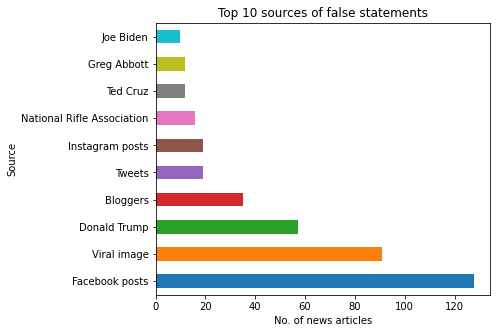 Top 10 sources of false statements
Source
Joe Biden
Greg Abbott
Ted Cruz
National Rifle Association
Instagram posts
Tweets
Bloggers
Donald Trump
Viral image
Facebook posts
0 20 40 60 80 100 120
No. of news articles